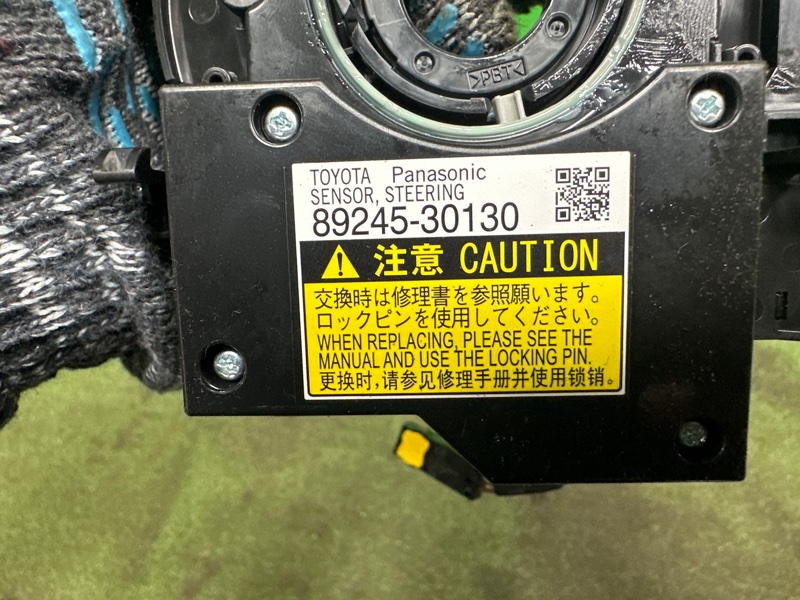 >PBT<
TOYOTA Panasonic
SENSOR, STEERING
89245-30130
注意 CAUTION
交換時は修理書を参照願います。
ロックピンを使用してください。
WHEN REPLACING, PLEASE SEE THE
MANUAL AND USE THE LOCKING PIN.
更换时,请参见修理手册并使用锁销。